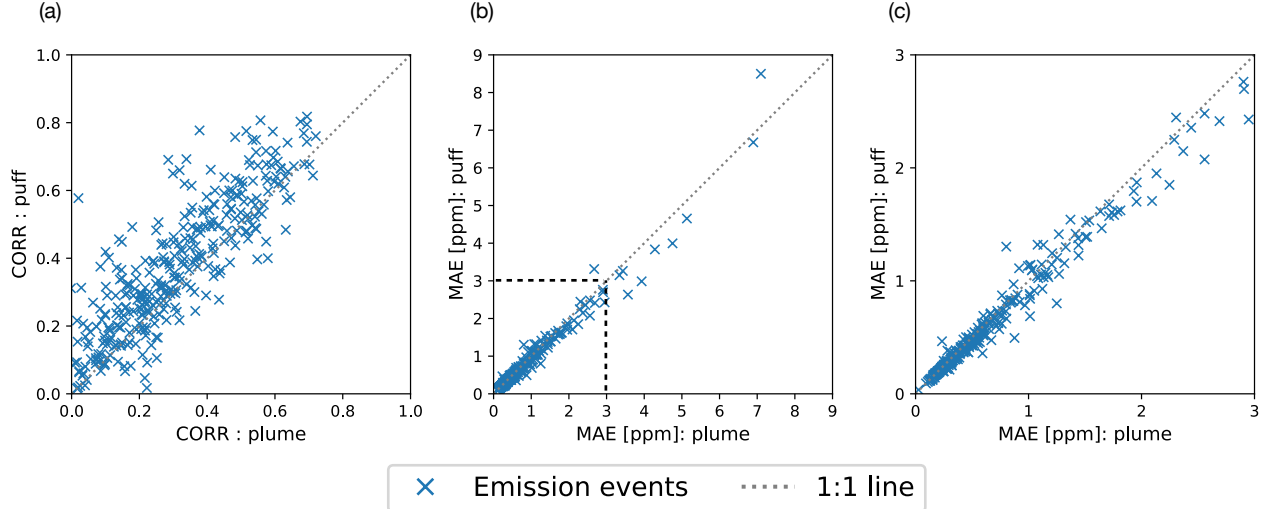 (a)
(b)
(c)
1.0
0.8
0.6
0.4
0.2
0.0
CORR : puff
0.0 0.2 0.4 0.6 0.8 1.0
CORR : plume
9
8
7
6
5
4
3
2
1
0
MAE [ppm]: puff
0 1 2 3 4 5 6 7 8 9
MAE [ppm]: plume
3
2
1
0
MAE [ppm]: puff
0 1 2 3
MAE [ppm]: plume
Emission events
1:1 line